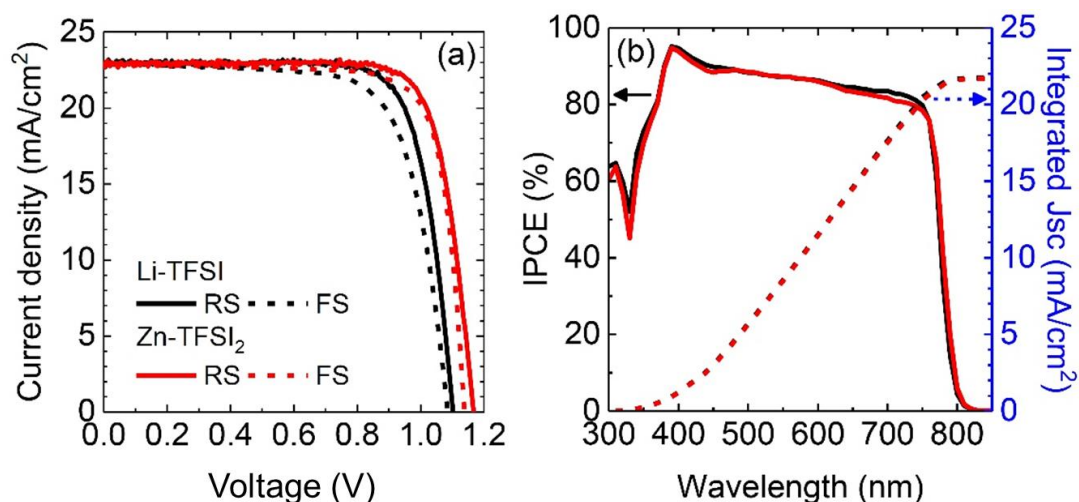 (a)
Current density (mA/cm²)
25
20
15
10
5
0
Li-TFSI
RS FS
Zn-TFSI₂
RS FS
0.0 0.2 0.4 0.6 0.8 1.0 1.2
Voltage (V)
(b)
IPCE (%)
100
80
60
40
20
0
300 400 500 600 700 800
Wavelength (nm)
25
20
15
10
5
0
Integrated Jsc (mA/cm²)